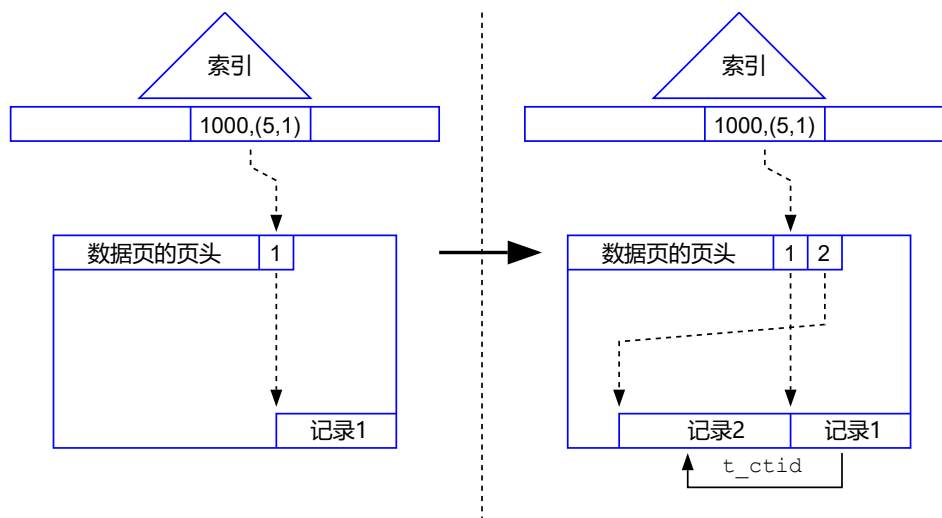 索引
1000,(5,1)
数据页的页头 1
记录1
索引
1000,(5,1)
数据页的页头 1 2
记录2 记录1
t_ctid